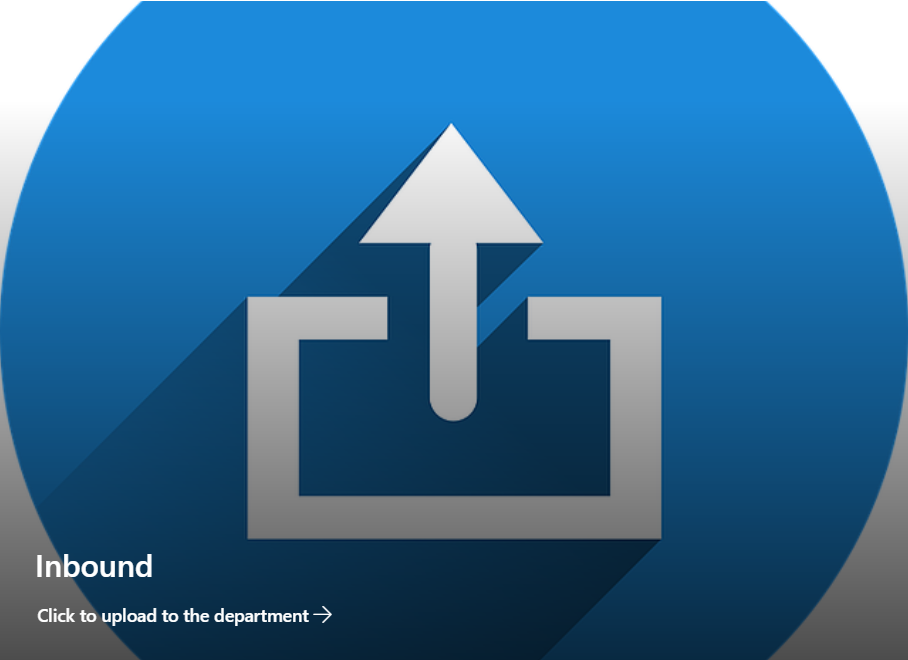 Inbound
Click to upload to the department →